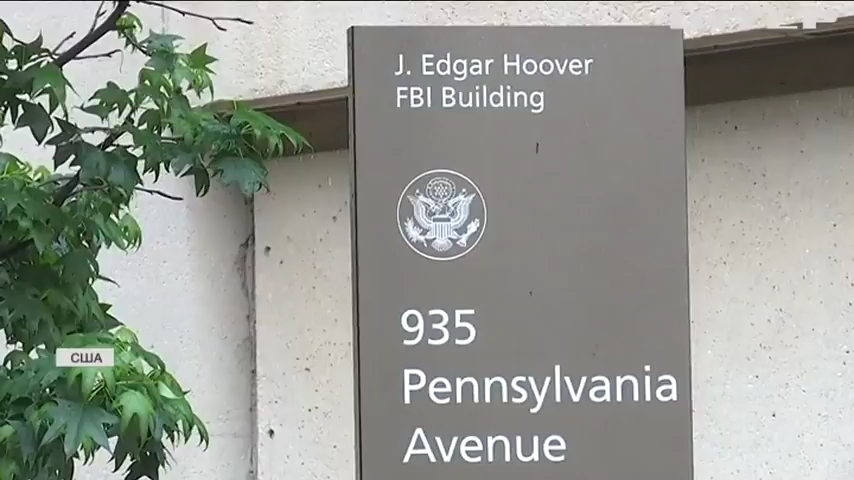 J. Edgar Hoover
FBI Building
935
Pennsylvania
Avenue
США